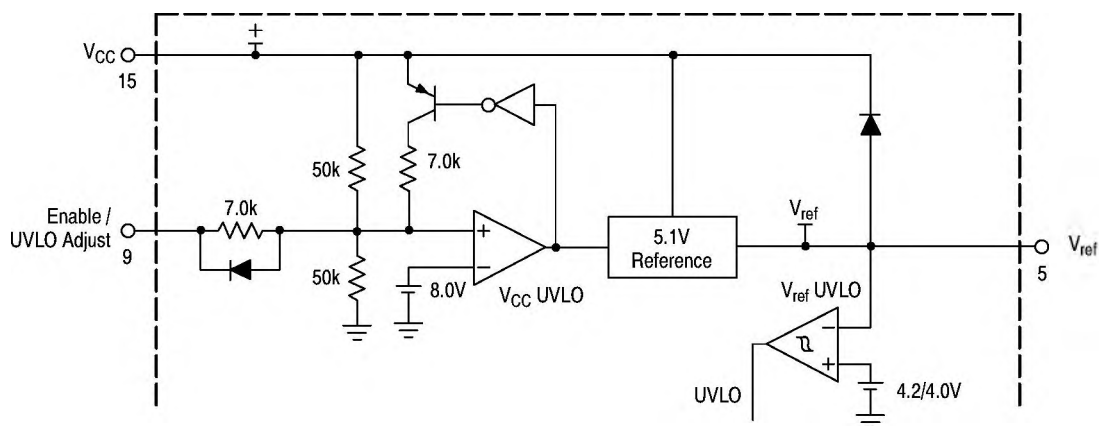 +
VCC
15
50k
7.0k
7.0k
Enable /
UVLO Adjust
9
50k
+
–
8.0V
VCC UVLO
5.1V
Reference
Vref
Vref
5
Vref UVLO
–
+
UVLO
4.2/4.0V